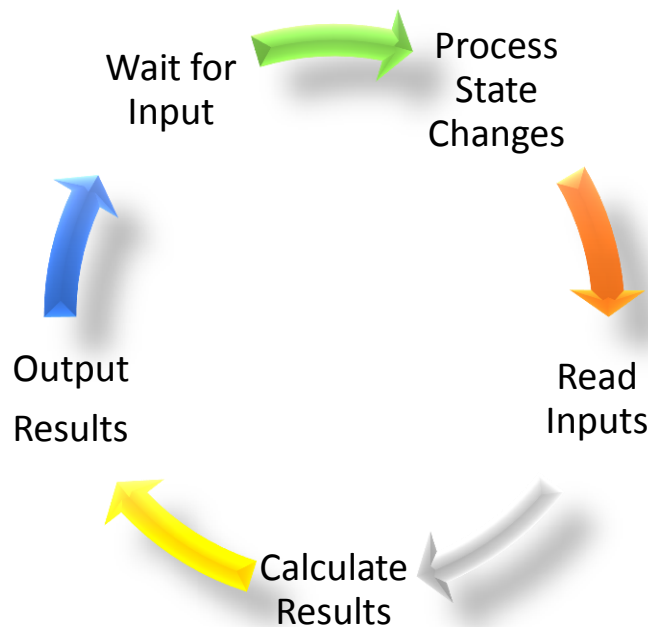 Wait for
Input
Process
State
Changes
Read
Inputs
Calculate
Results
Output
Results